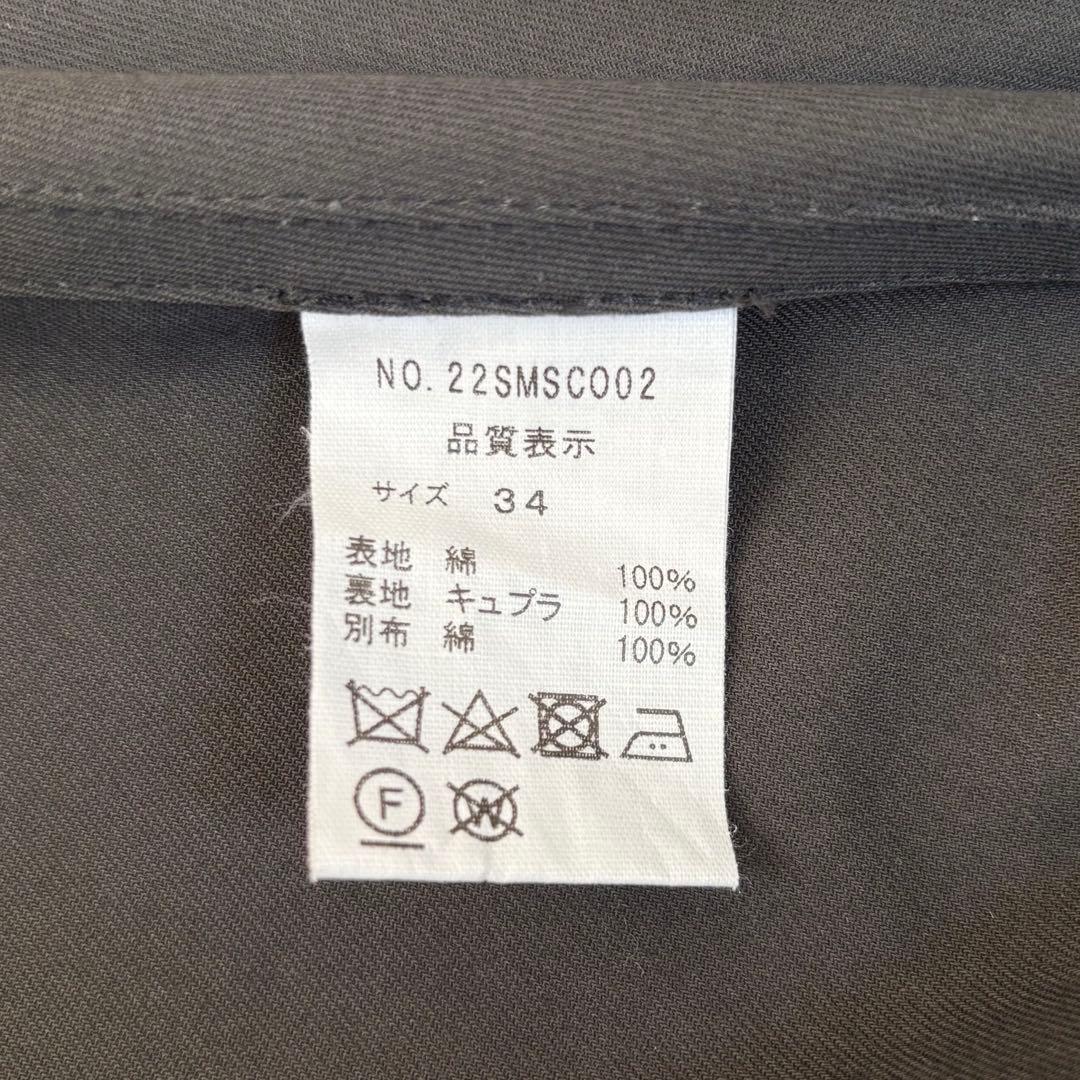 NO. 22SMSCO02
品質表示
サイズ 34
表地 綿 100%
裏地 キュプラ 100%
別布 綿 100%
F W